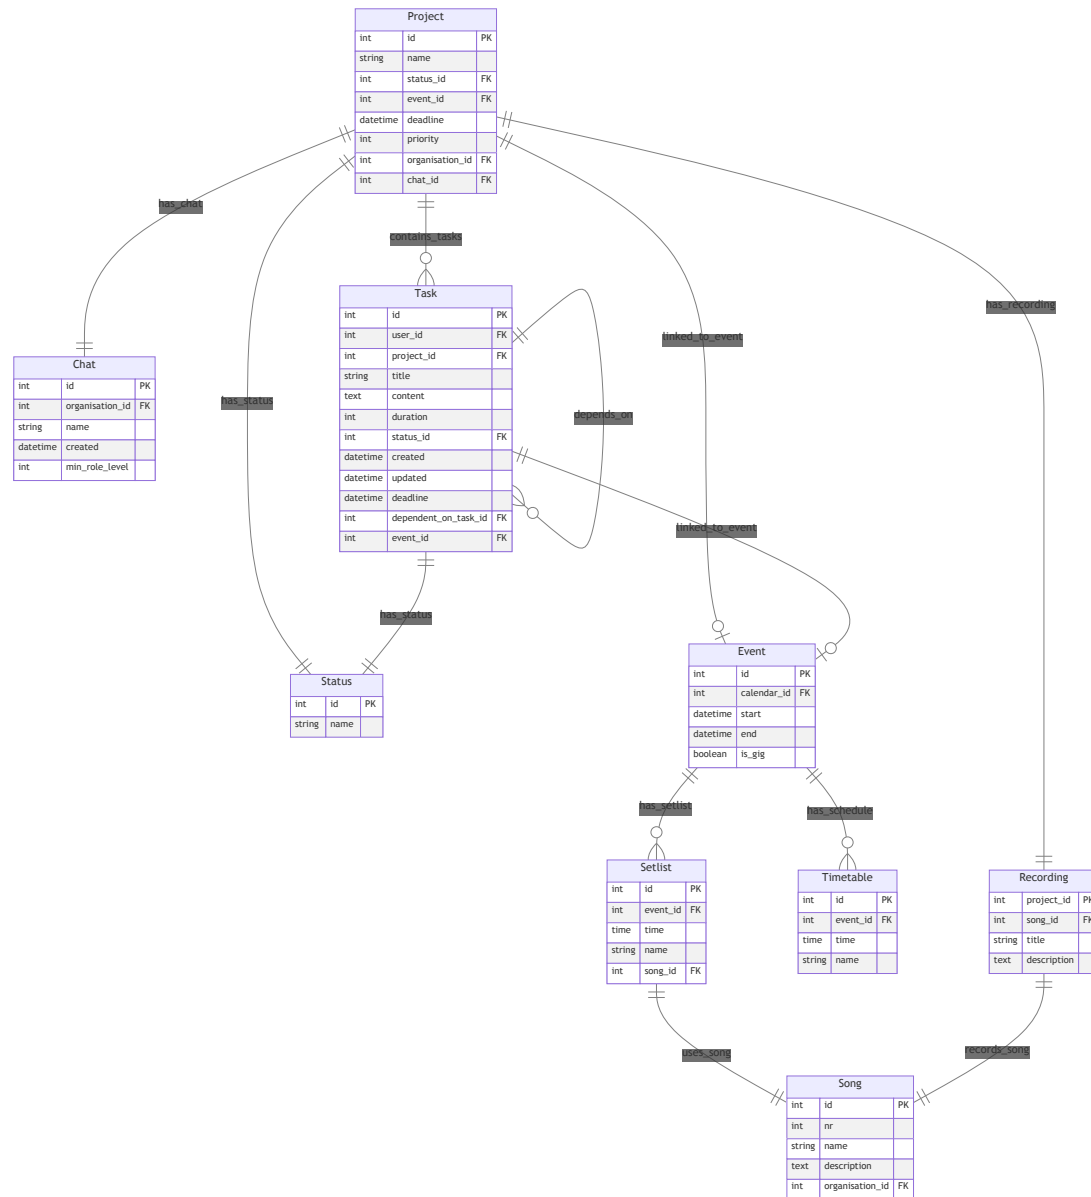 Project
int id PK
string name
int status_id FK
int event_id FK
datetime deadline
int priority
int organisation_id FK
int chat_id FK
has_chat
contains_tasks
Task
int id PK
int user_id FK
int project_id FK
string title
text content
int duration
int status_id FK
datetime created
datetime updated
datetime deadline
int dependent_on_task_id FK
int event_id FK
has_recording
linked_to_event
Chat
int id PK
int organisation_id FK
string name
datetime created
int min_role_level
has_status
depends_on
linked_to_event
has_status
Status
int id PK
string name
Event
int id PK
int calendar_id FK
datetime start
datetime end
boolean is_gig
has_setlist
has_schedule
Setlist
int id PK
int event_id FK
time time
string name
int song_id FK
Timetable
int id PK
int event_id FK
time time
string name
Recording
int project_id PK
int song_id FK
string title
text description
uses_song
records_song
Song
int id PK
int nr
string name
text description
int organisation_id FK